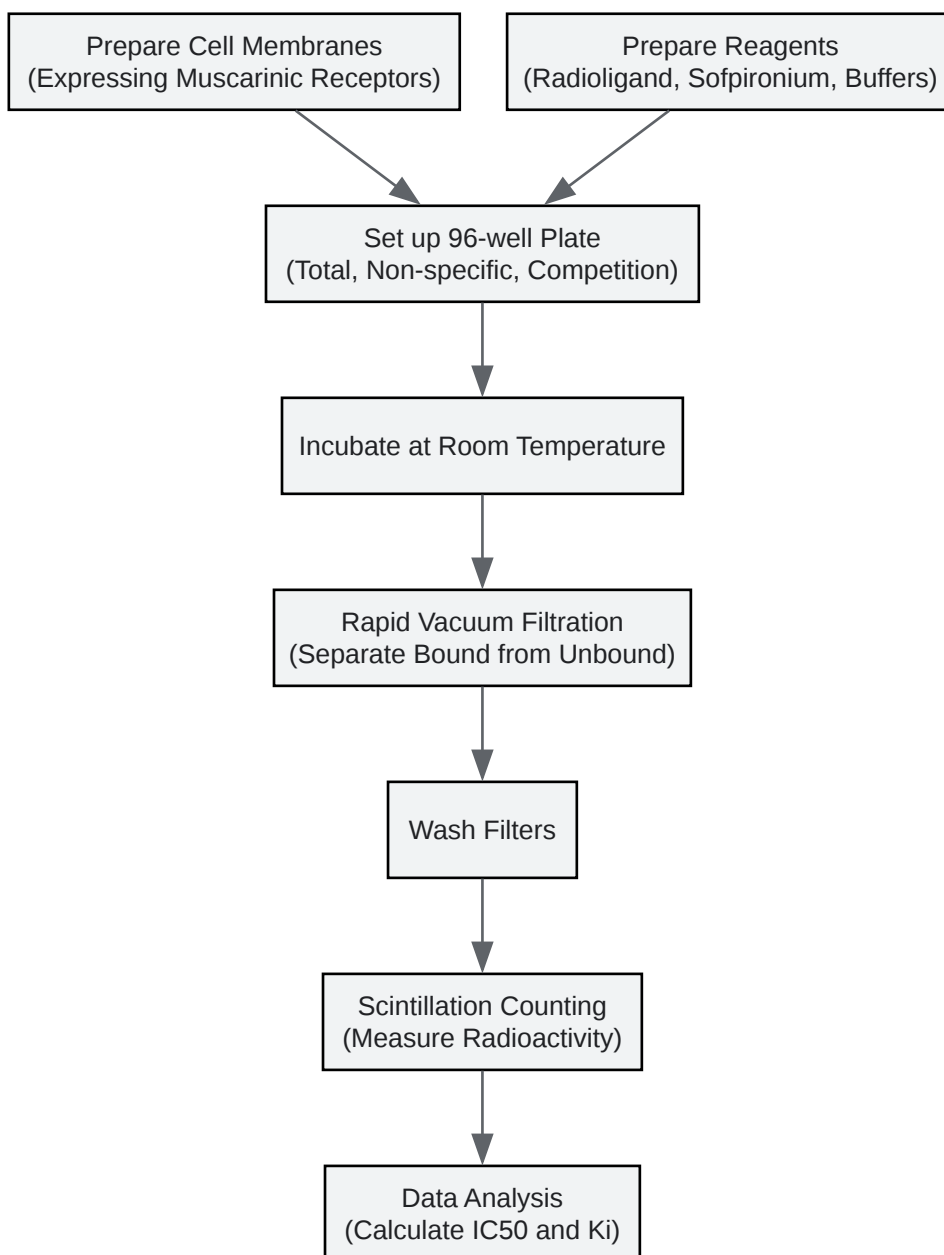 Prepare Cell Membranes
(Expressing Muscarinic Receptors)
Prepare Reagents
(Radioligand, Sofpironium, Buffers)
Set up 96-well Plate
(Total, Non-specific, Competition)
Incubate at Room Temperature
Rapid Vacuum Filtration
(Separate Bound from Unbound)
Wash Filters
Scintillation Counting
(Measure Radioactivity)
Data Analysis
(Calculate IC50 and Ki)